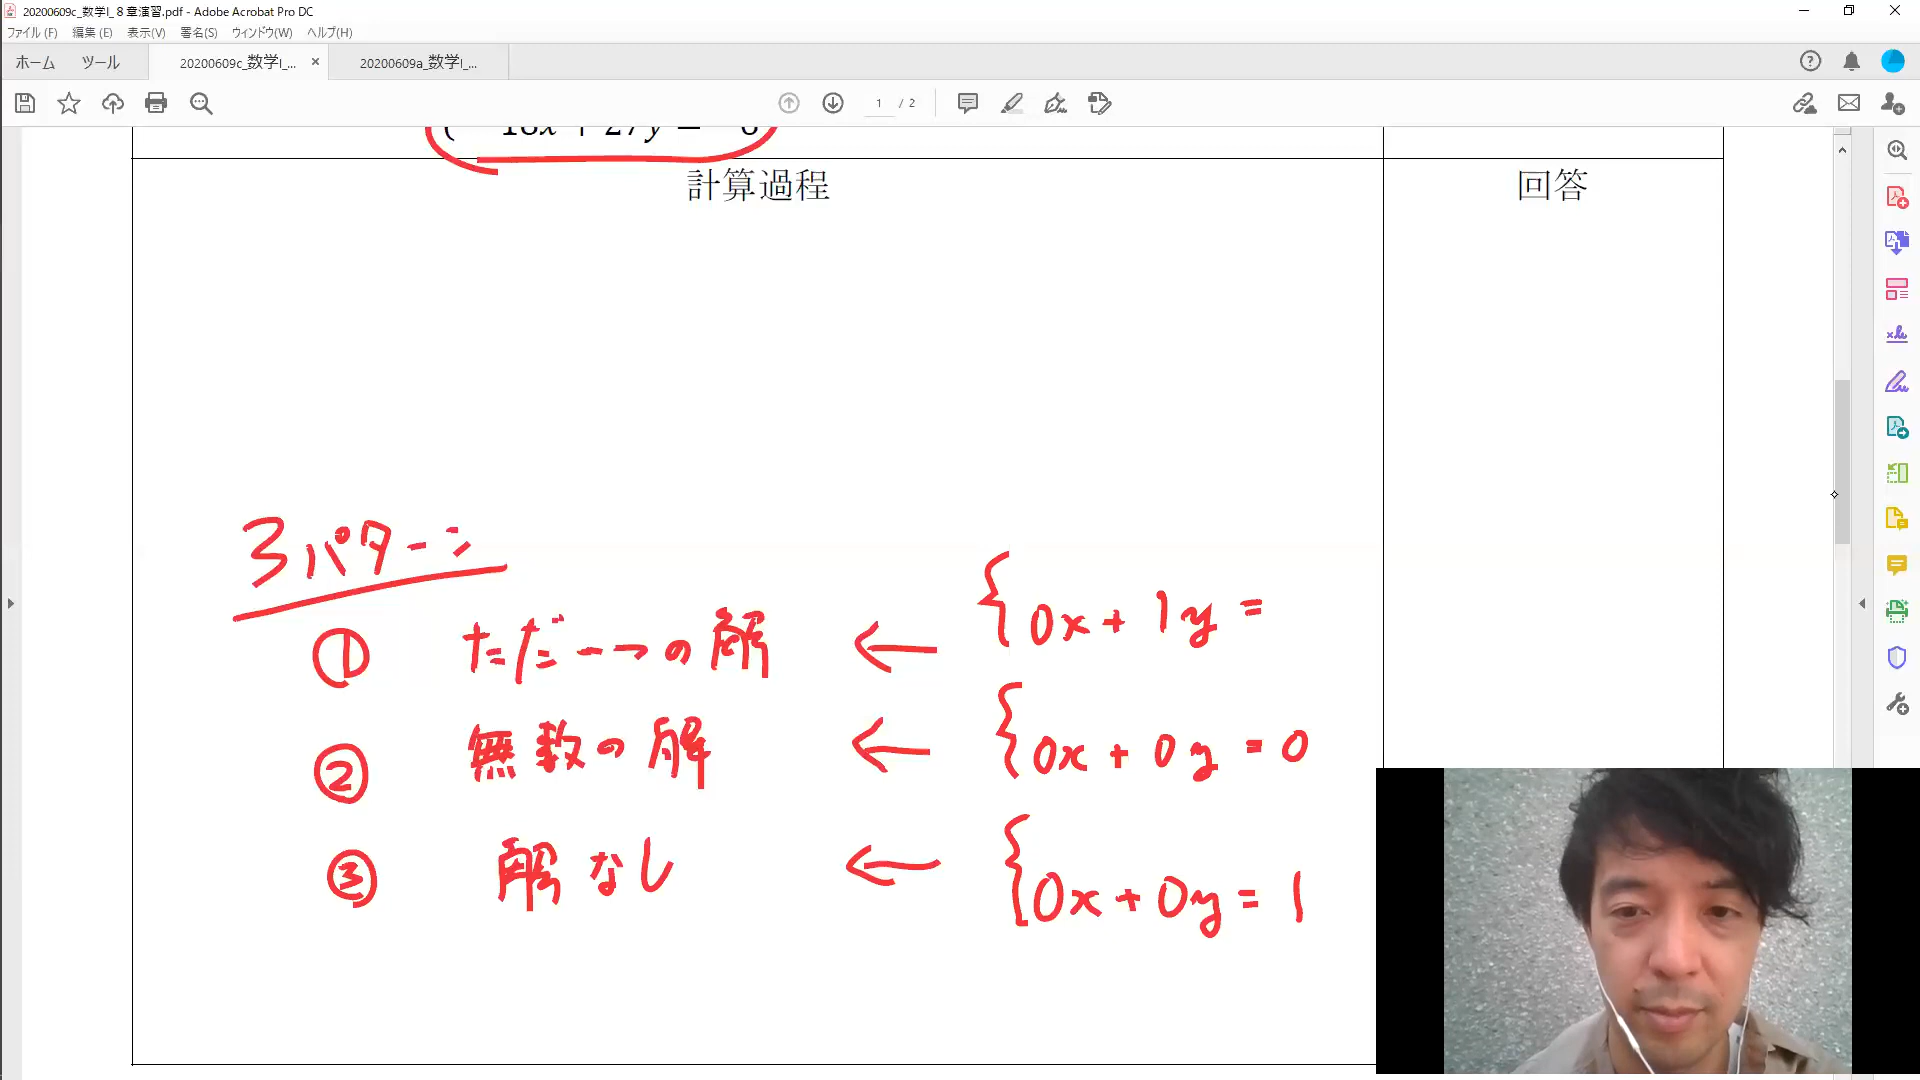 20200609c_数学I_８章演習.pdf - Adobe Acrobat Pro DC
ファイル(F) 編集(E) 表示(V) 署名(S) ウィンドウ(W) ヘルプ(H)
ホーム ツール 20200609c_数学I_... × 20200609a_数学I_...
1 / 2
計算過程 回答
3パターン
① ただ一つの解 ← { 0x + 1y =
② 無数の解 ← { 0x + 0y = 0
③ 解なし ← { 0x + 0y = 1